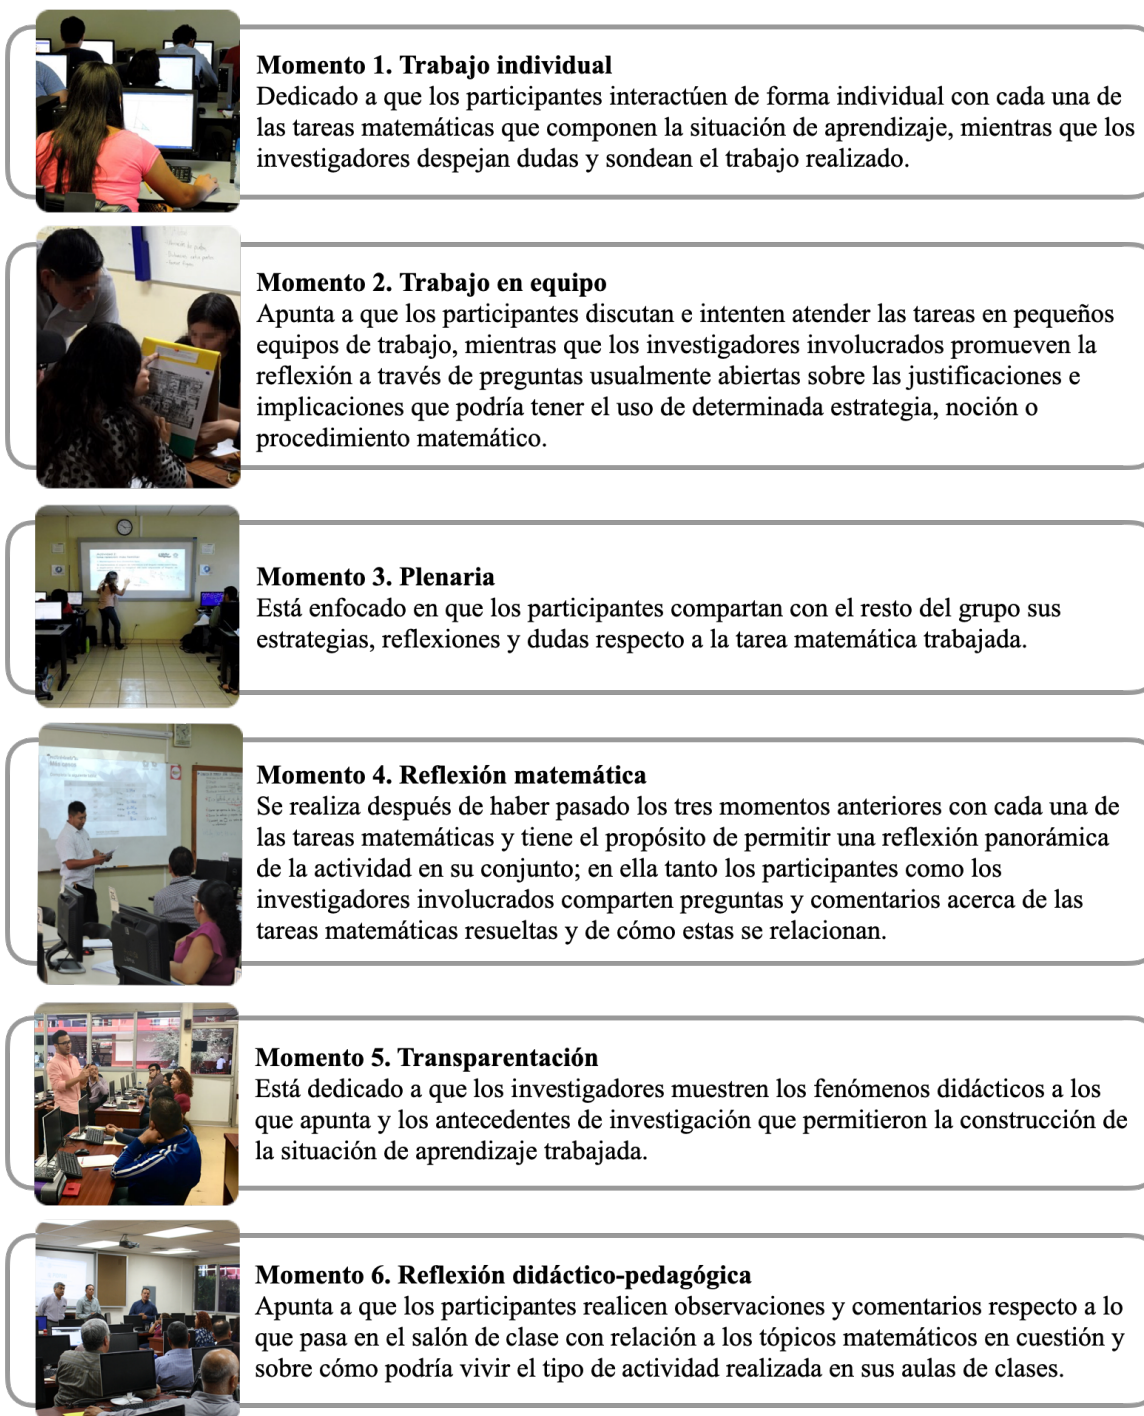 Momento 1. Trabajo individual
Dedicado a que los participantes interactúen de forma individual con cada una de
las tareas matemáticas que componen la situación de aprendizaje, mientras que los
investigadores despejan dudas y sondean el trabajo realizado.
Momento 2. Trabajo en equipo
Apunta a que los participantes discutan e intenten atender las tareas en pequeños
equipos de trabajo, mientras que los investigadores involucrados promueven la
reflexión a través de preguntas usualmente abiertas sobre las justificaciones e
implicaciones que podría tener el uso de determinada estrategia, noción o
procedimiento matemático.
Momento 3. Plenaria
Está enfocado en que los participantes compartan con el resto del grupo sus
estrategias, reflexiones y dudas respecto a la tarea matemática trabajada.
Momento 4. Reflexión matemática
Se realiza después de haber pasado los tres momentos anteriores con cada una de
las tareas matemáticas y tiene el propósito de permitir una reflexión panorámica
de la actividad en su conjunto; en ella tanto los participantes como los
investigadores involucrados comparten preguntas y comentarios acerca de las
tareas matemáticas resueltas y de cómo estas se relacionan.
Momento 5. Transparentación
Está dedicado a que los investigadores muestren los fenómenos didácticos a los
que apunta y los antecedentes de investigación que permitieron la construcción de
la situación de aprendizaje trabajada.
Momento 6. Reflexión didáctico-pedagógica
Apunta a que los participantes realicen observaciones y comentarios respecto a lo
que pasa en el salón de clase con relación a los tópicos matemáticos en cuestión y
sobre cómo podría vivir el tipo de actividad realizada en sus aulas de clases.